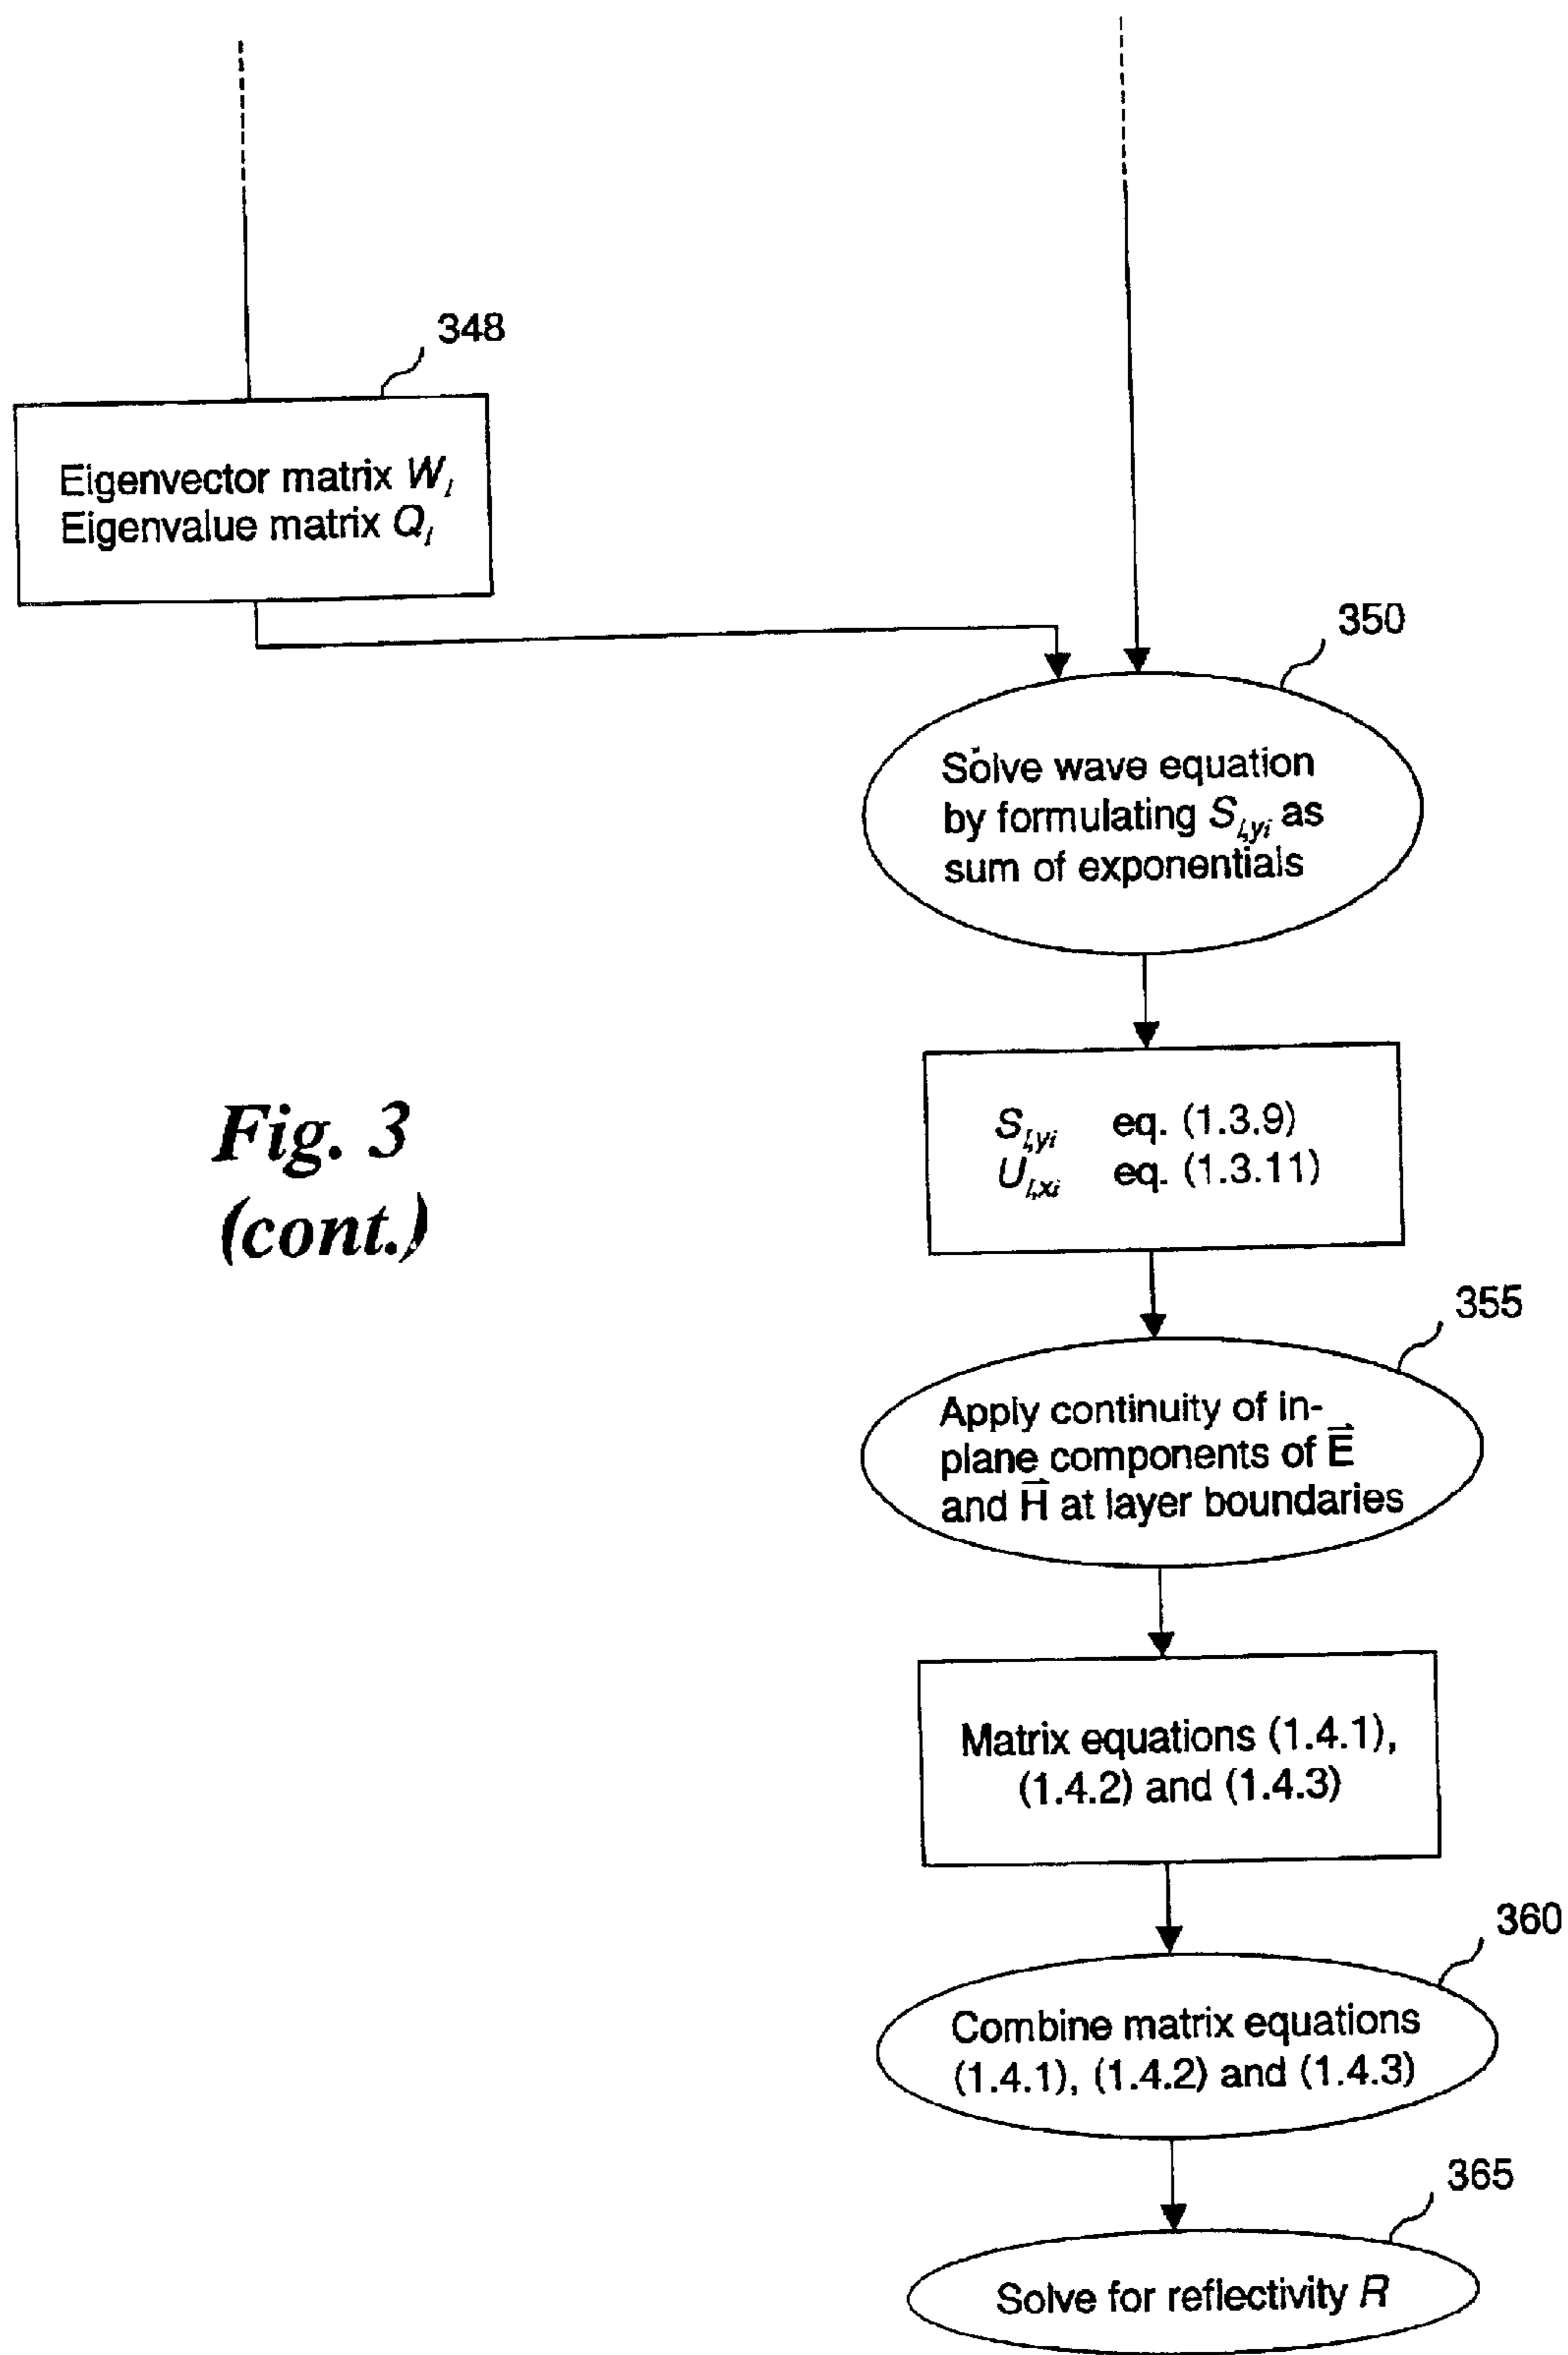 348
Eigenvector matrix W_l
Eigenvalue matrix Q_l
350
Solve wave equation
by formulating S_l,yi as
sum of exponentials
S_l,yi eq. (1.3.9)
U_l,xi eq. (1.3.11)
Fig. 3
(cont.)
355
Apply continuity of in-
plane components of E⃗
and H⃗ at layer boundaries
Matrix equations (1.4.1),
(1.4.2) and (1.4.3)
360
Combine matrix equations
(1.4.1), (1.4.2) and (1.4.3)
365
Solve for reflectivity R